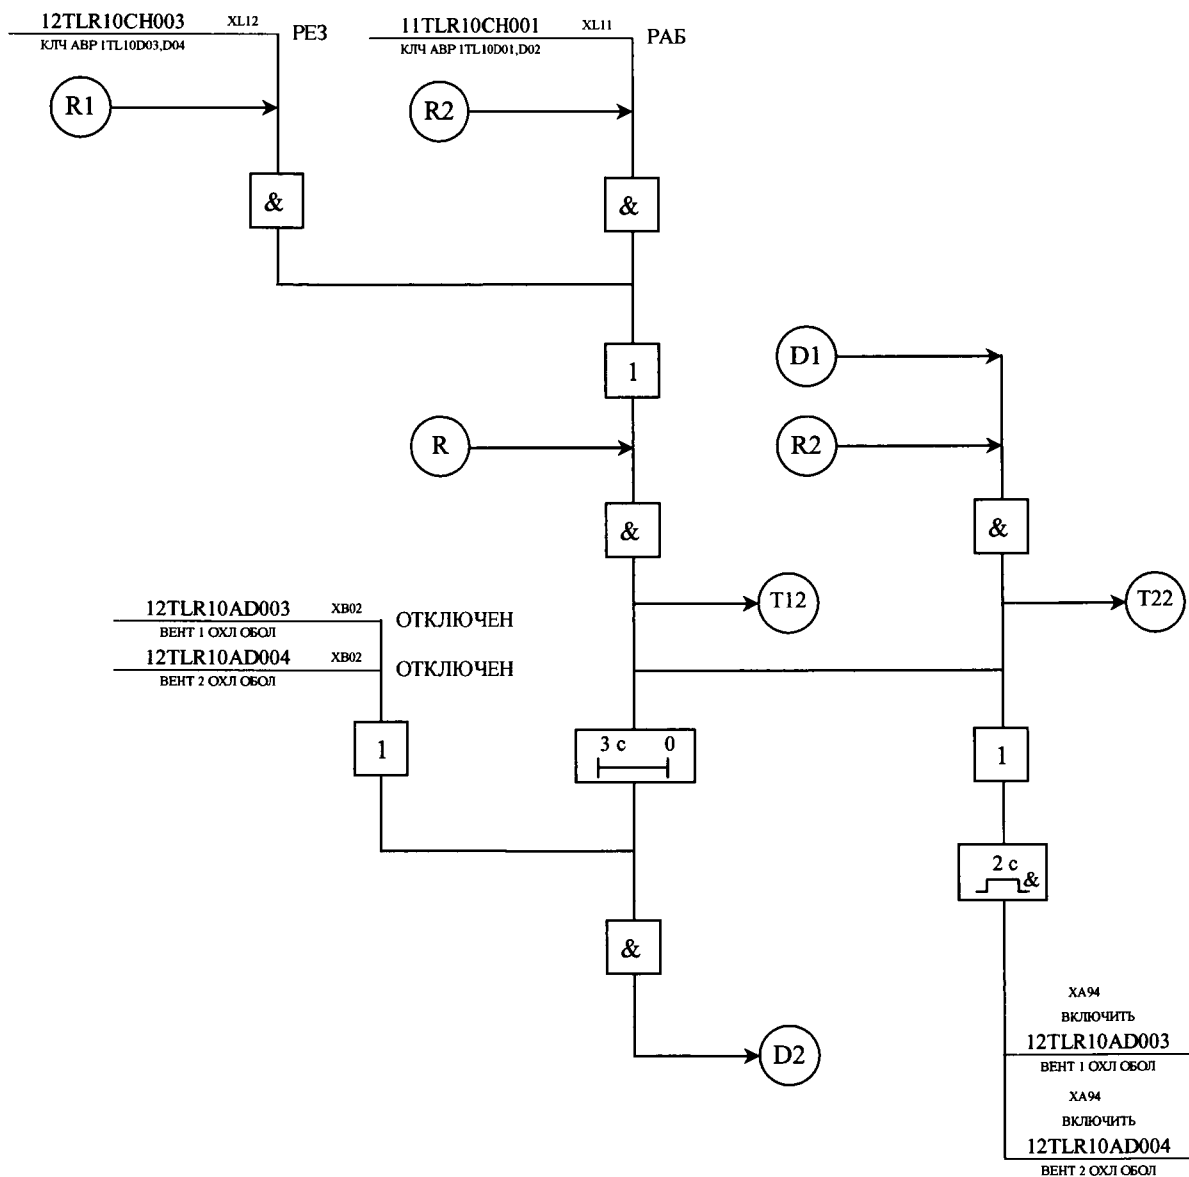 12TLR10CH003 XL12 РЕЗ
КЛЧ АВР 1TL10D03,D04
11TLR10CH001 XL11 РАБ
КЛЧ АВР 1TL10D01,D02
R1
R2
&
&
1
D1
R
R2
&
&
T12
T22
12TLR10AD003 XB02 ОТКЛЮЧЕН
ВЕНТ 1 ОХЛ ОБОЛ
12TLR10AD004 XB02 ОТКЛЮЧЕН
ВЕНТ 2 ОХЛ ОБОЛ
1
3 с 0
1
2 с
&
&
D2
XA94
ВКЛЮЧИТЬ
12TLR10AD003
ВЕНТ 1 ОХЛ ОБОЛ
XA94
ВКЛЮЧИТЬ
12TLR10AD004
ВЕНТ 2 ОХЛ ОБОЛ